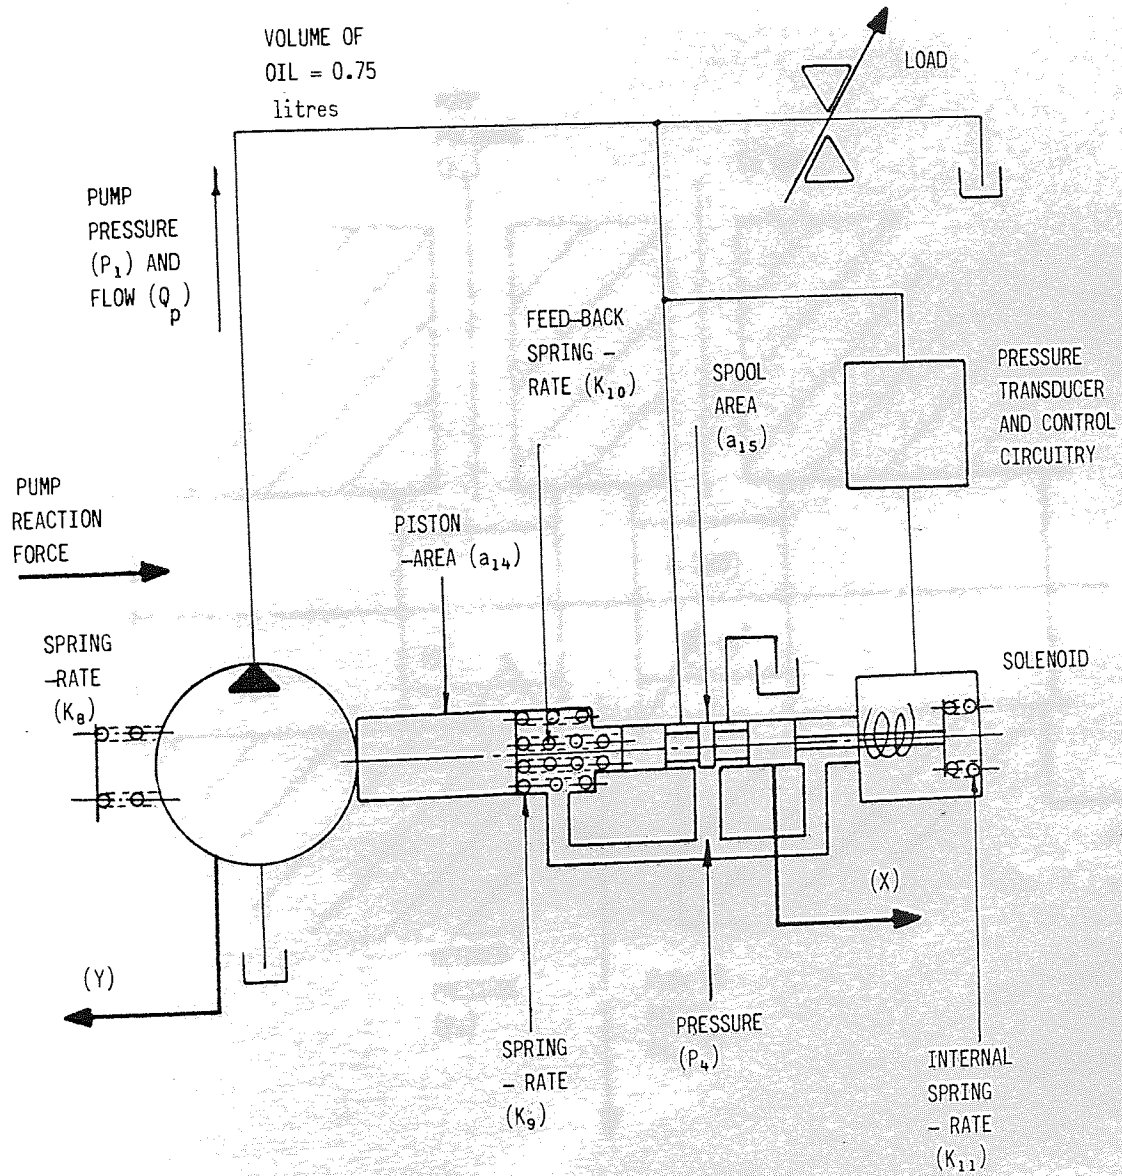 VOLUME OF
OIL = 0.75
litres
LOAD
PUMP
PRESSURE
(P₁) AND
FLOW (Qp)
FEED-BACK
SPRING -
RATE (K₁₀)
SPOOL
AREA
(a₁₅)
PRESSURE
TRANSDUCER
AND CONTROL
CIRCUITRY
PUMP
REACTION
FORCE
PISTON
-AREA (a₁₄)
SPRING
-RATE
(K₈)
SOLENOID
(X)
(Y)
SPRING
- RATE
(K₉)
PRESSURE
(P₄)
INTERNAL
SPRING
- RATE
(K₁₁)